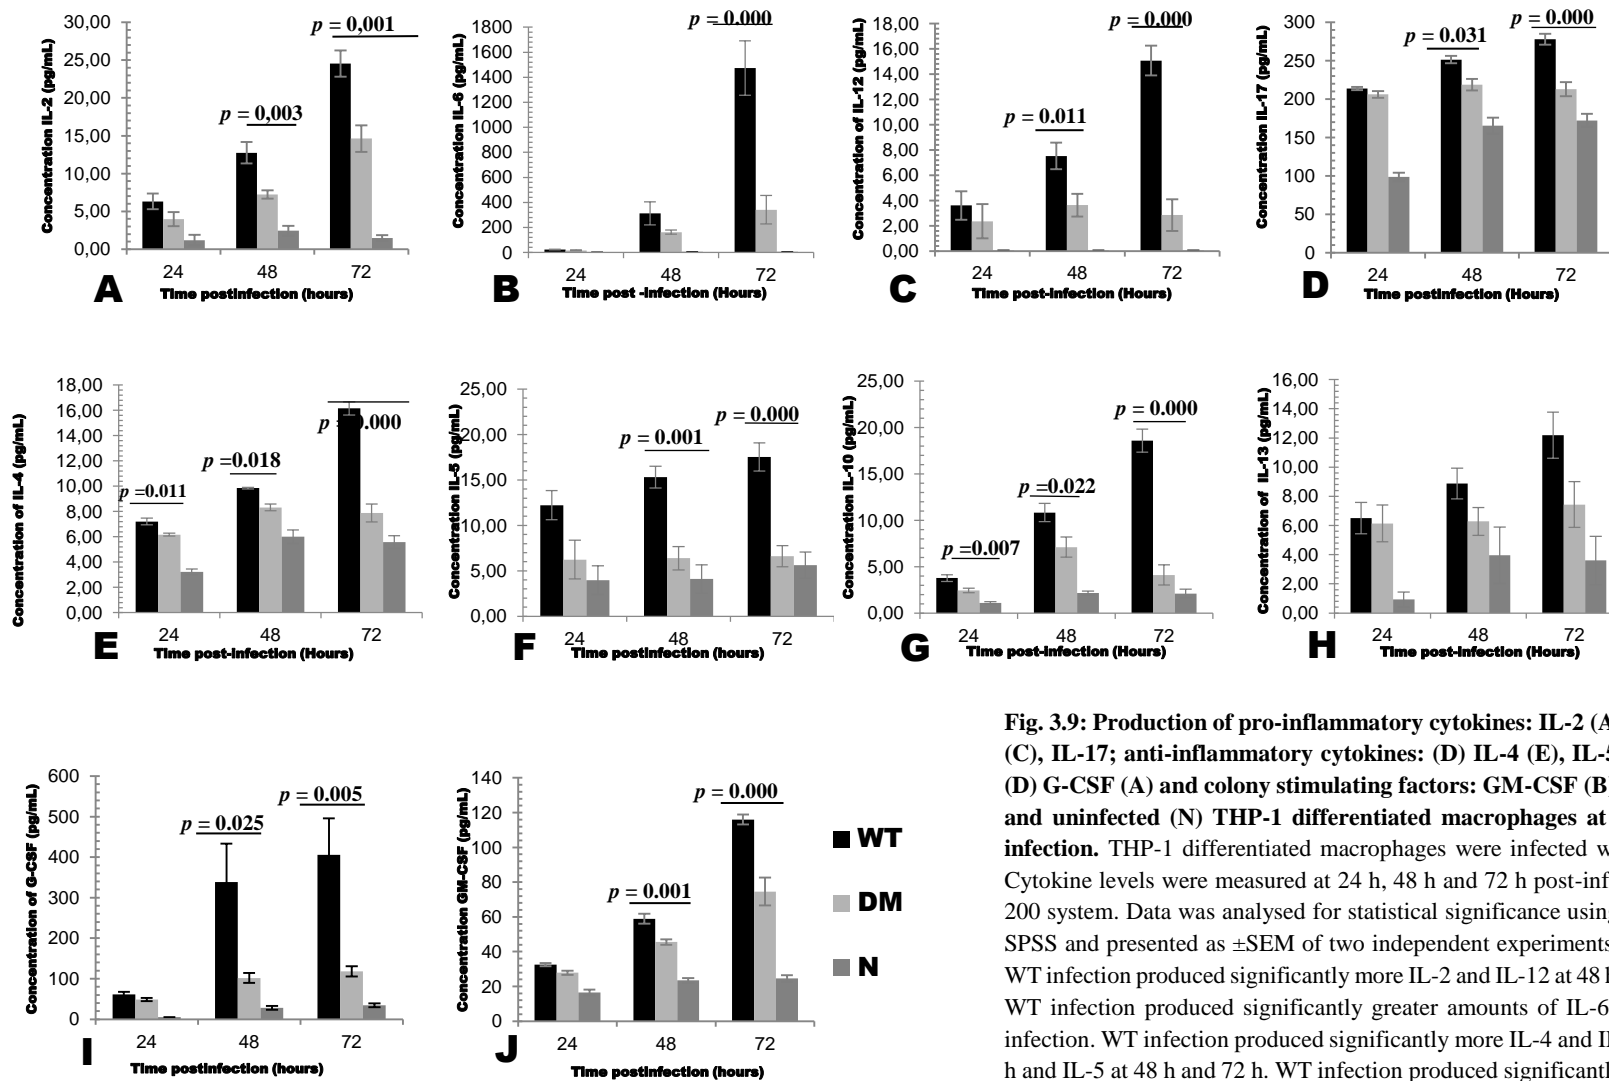 p = 0,001
p = 0,003
Concentration IL-2 (pg/mL)
30,00
25,00
20,00
15,00
10,00
5,00
0,00
24 48 72
A
Time postinfection (hours)
p = 0.000
Concentration IL-6 (pg/mL)
1800
1600
1400
1200
1000
800
600
400
200
0
24 48 72
B
Time post -infection (Hours)
p = 0.000
p = 0.011
Concentration of IL-12 (pg/mL)
18,00
16,00
14,00
12,00
10,00
8,00
6,00
4,00
2,00
0,00
24 48 72
C
Time post-infection (Hours)
p = 0.000
p = 0.031
Concentration IL-17 (pg/mL)
300
250
200
150
100
50
0
24 48 72
D
Time postinfection (Hours)
p = 0.000
p =0.018
p =0.011
Concentration of IL-4 (pg/mL)
18,00
16,00
14,00
12,00
10,00
8,00
6,00
4,00
2,00
0,00
24 48 72
E
Time post-infection (Hours)
p = 0.000
p = 0.001
Concentration IL-5 (pg/mL)
25,00
20,00
15,00
10,00
5,00
0,00
24 48 72
F
Time postinfection (hours)
p = 0.000
p =0.022
p =0.007
Concentration IL-10 (pg/mL)
25,00
20,00
15,00
10,00
5,00
0,00
24 48 72
G
Time post-infection (Hours)
Concentration of IL-13 (pg/mL)
16,00
14,00
12,00
10,00
8,00
6,00
4,00
2,00
0,00
24 48 72
H
Time post-infection (Hours)
p = 0.005
p = 0.025
Concentration of G-CSF (pg/mL)
600
500
400
300
200
100
0
24 48 72
I
Time postinfection (hours)
p = 0.000
p = 0.001
Concentration GM-CSF (pg/mL)
140
120
100
80
60
40
20
0
24 48 72
J
Time postinfection (hours)
WT
DM
N
Fig. 3.9: Production of pro-inflammatory cytokines: IL-2 (A
(C), IL-17; anti-inflammatory cytokines: (D) IL-4 (E), IL-5
(D) G-CSF (A) and colony stimulating factors: GM-CSF (B)
and uninfected (N) THP-1 differentiated macrophages at
infection. THP-1 differentiated macrophages were infected w
Cytokine levels were measured at 24 h, 48 h and 72 h post-inf
200 system. Data was analysed for statistical significance using
SPSS and presented as ±SEM of two independent experiments
WT infection produced significantly more IL-2 and IL-12 at 48 h
WT infection produced significantly greater amounts of IL-6
infection. WT infection produced significantly more IL-4 and IL
h and IL-5 at 48 h and 72 h. WT infection produced significantl